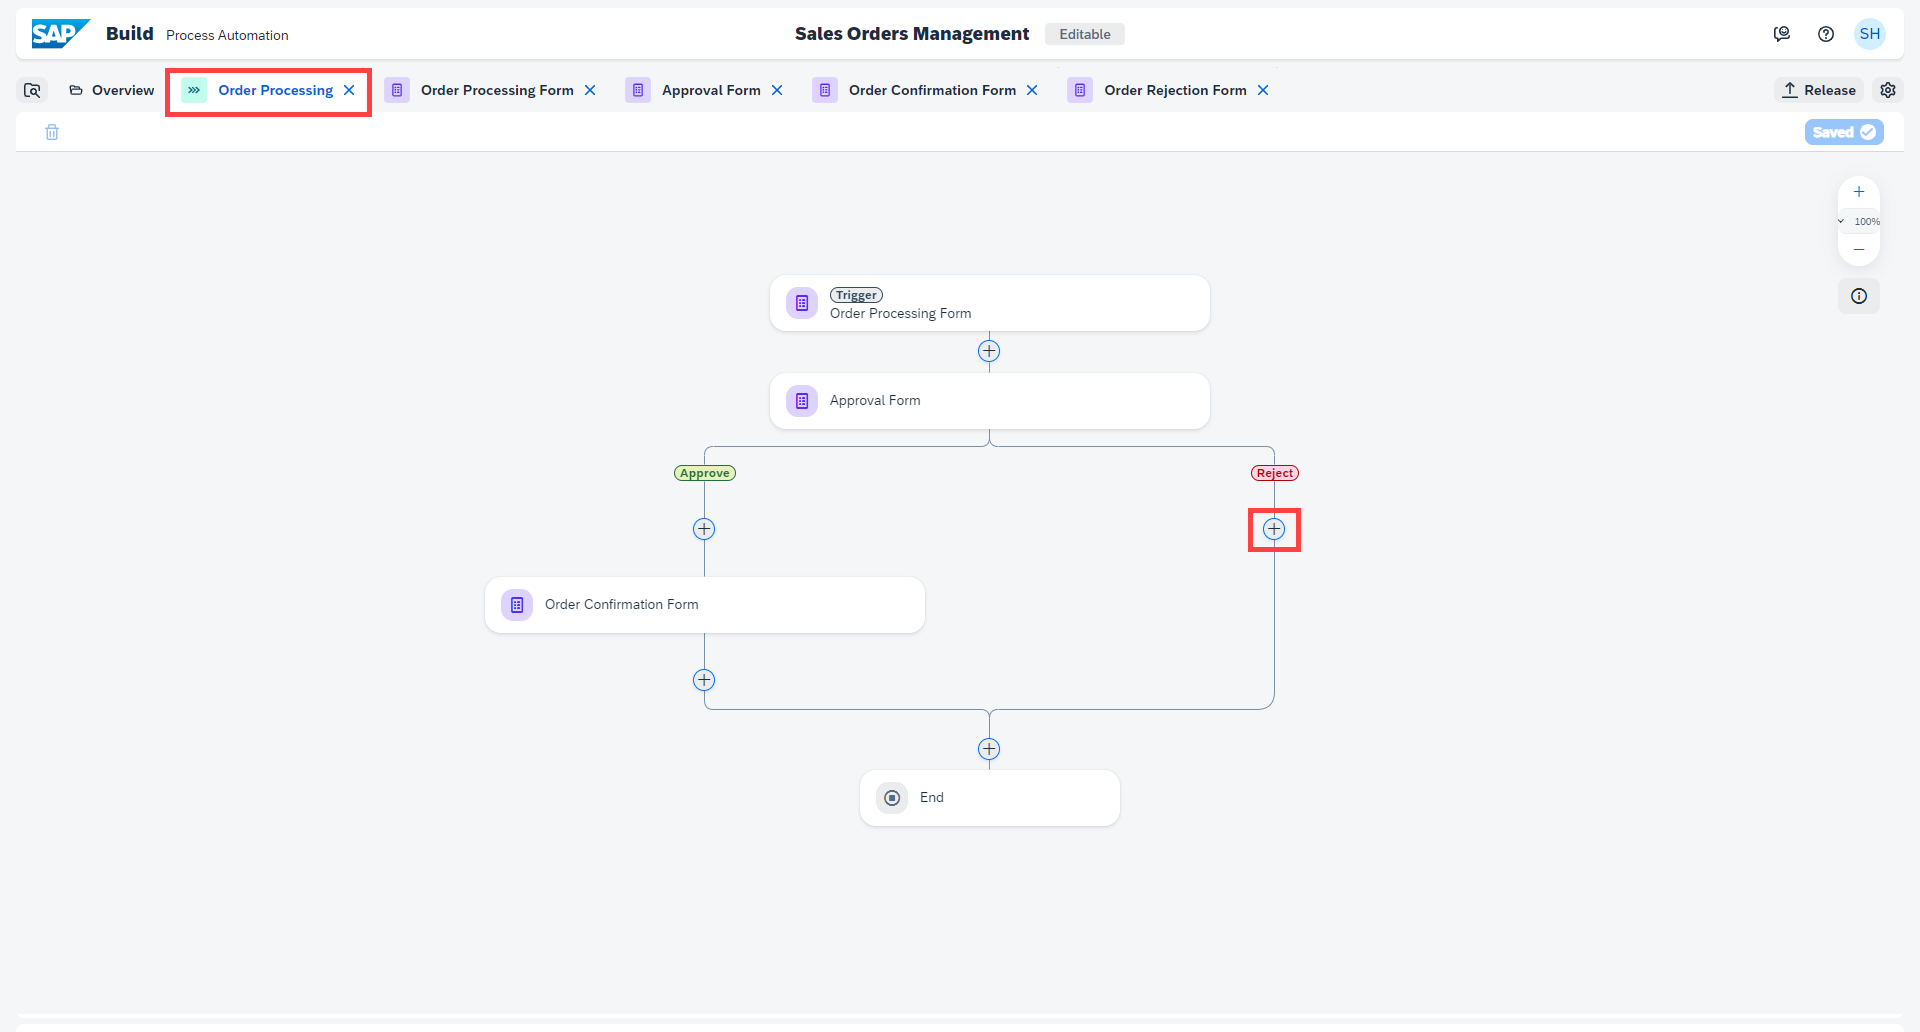 SAP Build Process Automation
Sales Orders Management Editable
SH
Overview
Order Processing
Order Processing Form
Approval Form
Order Confirmation Form
Order Rejection Form
Release
Saved
100%
Trigger
Order Processing Form
Approval Form
Approve
Reject
Order Confirmation Form
End